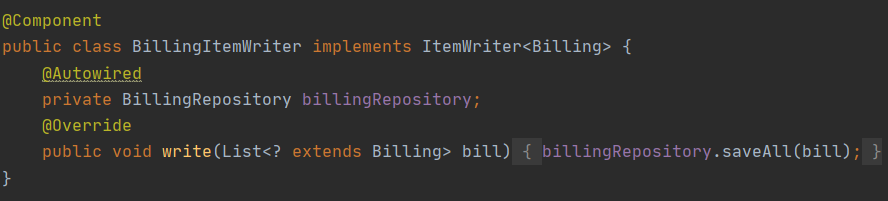 @Component
public class BillingItemWriter implements ItemWriter<Billing> {
@Autowired
private BillingRepository billingRepository;
@Override
public void write(List<? extends Billing> bill) { billingRepository.saveAll(bill); }
}